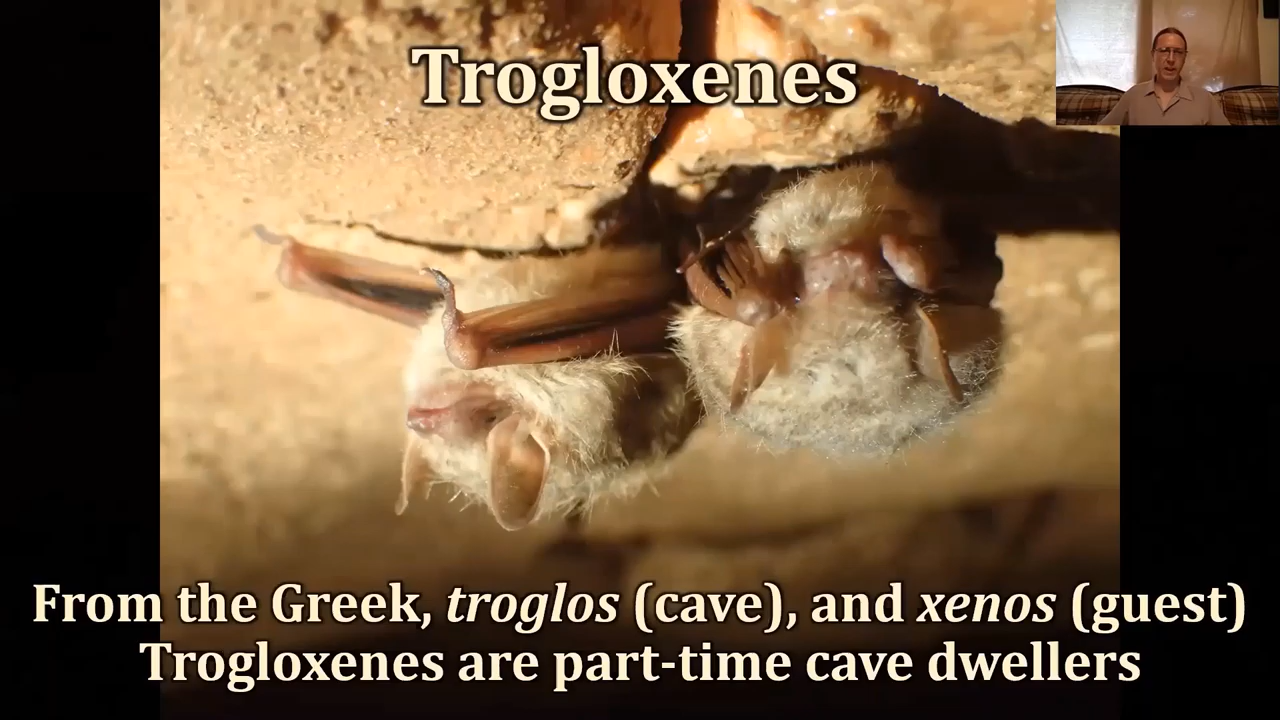 Trogloxenes
From the Greek, troglos (cave), and xenos (guest)
Trogloxenes are part-time cave dwellers